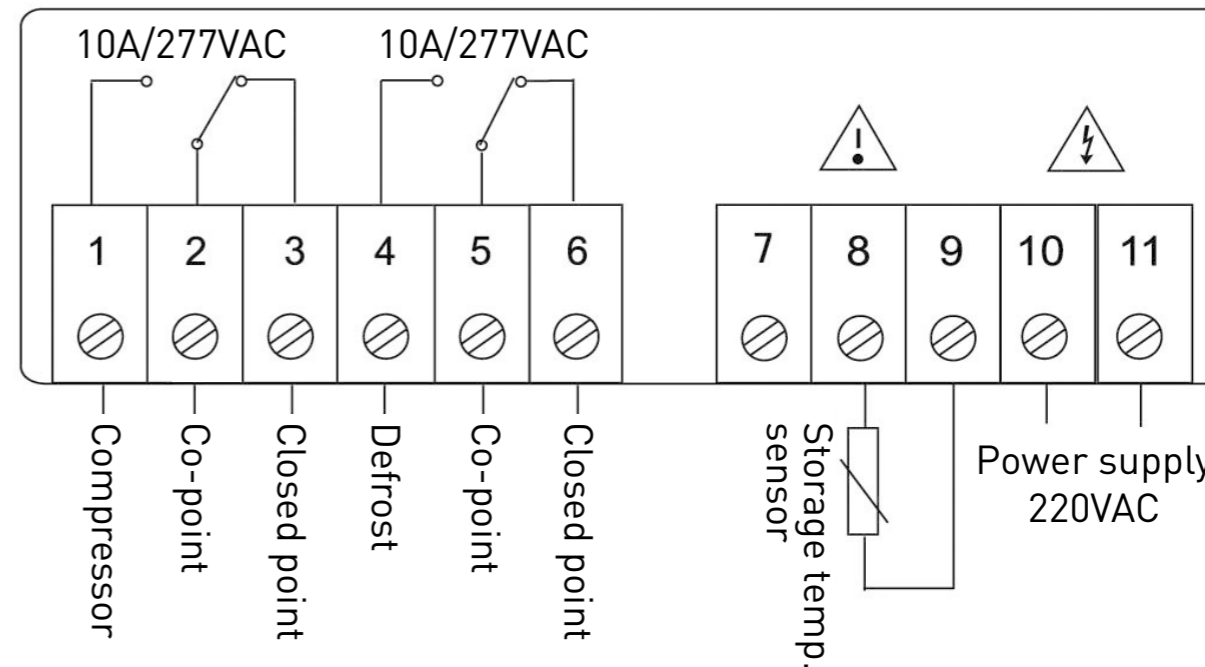 10A/277VAC
10A/277VAC
!
1
2
3
4
5
6
7
8
9
10
11
Compressor
Co-point
Closed point
Defrost
Co-point
Closed point
Storage temp.
sensor
Power supply
220VAC